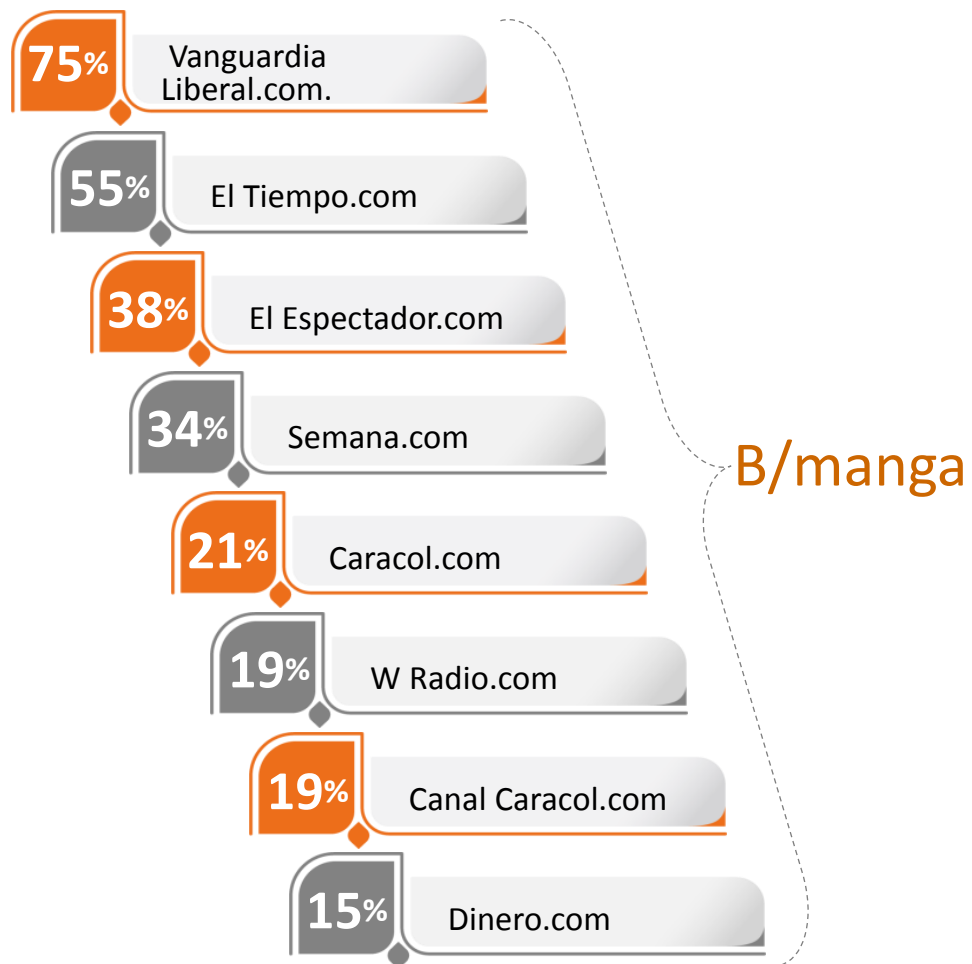 75%
Vanguardia
Liberal.com.
55%
El Tiempo.com
38%
El Espectador.com
34%
Semana.com
B/manga
21%
Caracol.com
19%
W Radio.com
19%
Canal Caracol.com
15%
Dinero.com